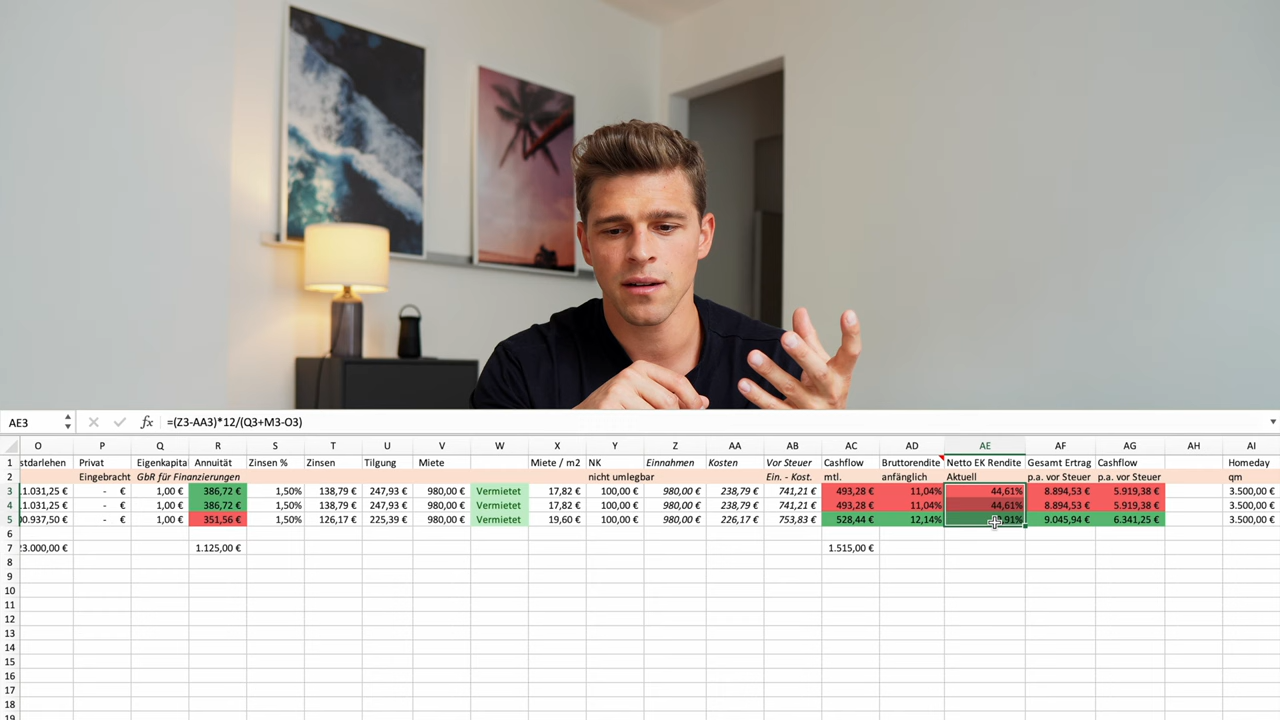 AE3 fx =(Z3-AA3)*12/(Q3+M3-O3)
O P Q R S T U V W X Y Z AA AB AC AD AE AF AG AH AI
1 stdarlehen Privat Eigenkapita Annuität Zinsen % Zinsen Tilgung Miete Miete / m2 NK Einnahmen Kosten Vor Steuer Cashflow Bruttorendite Netto EK Rendite Gesamt Ertrag Cashflow Homeday
2 Eingebracht GbR für Finanzierungen nicht umlegbar Ein. - Kost. mtl. anfänglich Aktuell p.a. vor Steuer p.a. vor Steuer qm
3 1.031,25 € - € 1,00 € 386,72 € 1,50% 138,79 € 247,93 € 980,00 € Vermietet 17,82 € 100,00 € 980,00 € 238,79 € 741,21 € 493,28 € 11,04% 44,61% 8.894,53 € 5.919,38 € 3.500,00 €
4 1.031,25 € - € 1,00 € 386,72 € 1,50% 138,79 € 247,93 € 980,00 € Vermietet 17,82 € 100,00 € 980,00 € 238,79 € 741,21 € 493,28 € 11,04% 44,61% 8.894,53 € 5.919,38 € 3.500,00 €
5 0.937,50 € - € 1,00 € 351,56 € 1,50% 126,17 € 225,39 € 980,00 € Vermietet 19,60 € 100,00 € 980,00 € 226,17 € 753,83 € 528,44 € 12,14% ,91% 9.045,94 € 6.341,25 € 3.500,00 €
6
7 23.000,00 € 1.125,00 € 1.515,00 €
8
9
10
11
12
13
14
15
16
17
18
19